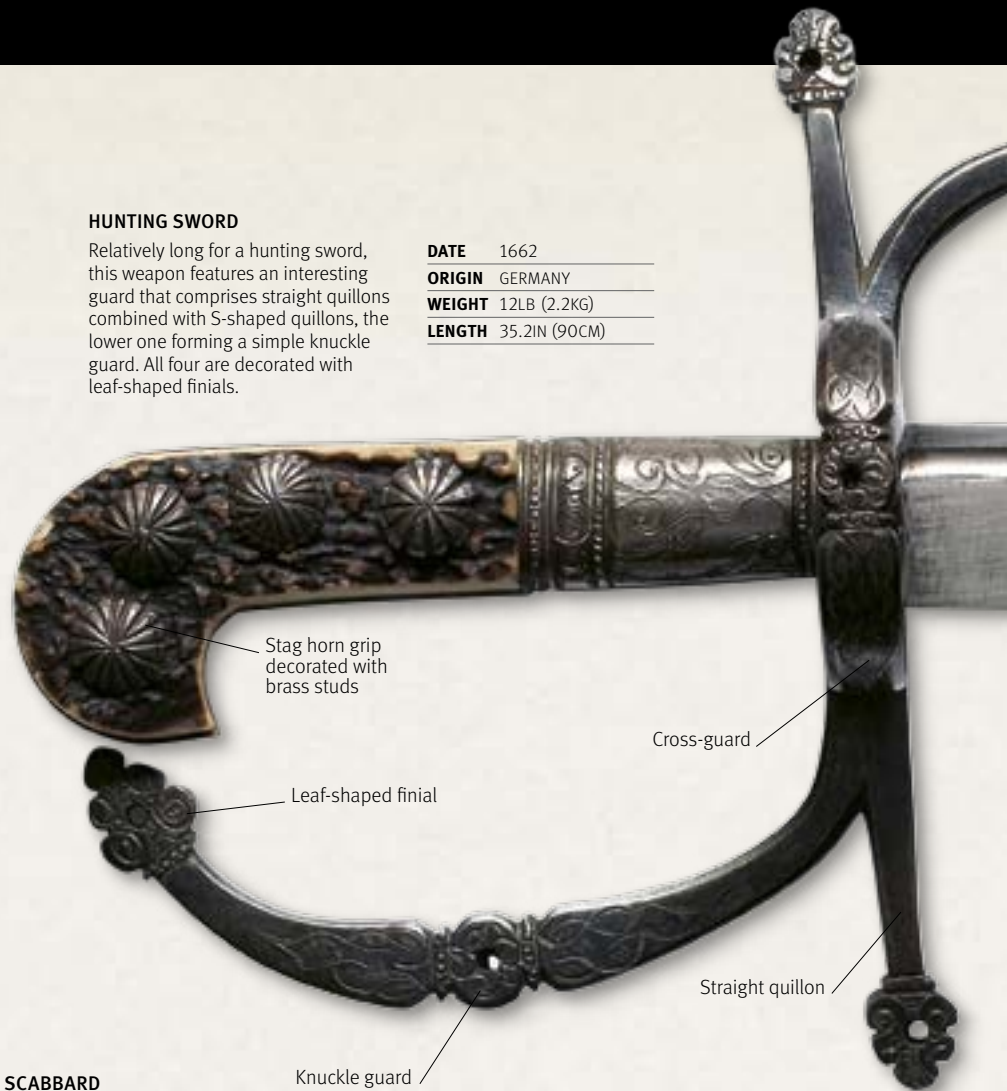 HUNTING SWORD
Relatively long for a hunting sword,
this weapon features an interesting
guard that comprises straight quillons
combined with S-shaped quillons, the
lower one forming a simple knuckle
guard. All four are decorated with
leaf-shaped finials.
DATE 1662
ORIGIN GERMANY
WEIGHT 12LB (2.2KG)
LENGTH 35.2IN (90CM)
Stag horn grip
decorated with
brass studs
Cross-guard
Leaf-shaped finial
Straight quillon
Knuckle guard
SCABBARD